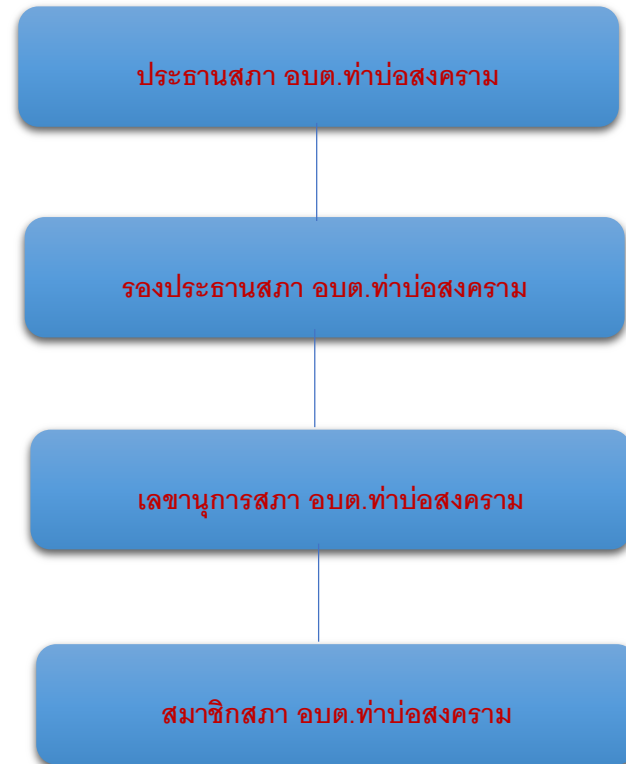 ประธานสภา อบต.ท่าบ่อสงคราม
รองประธานสภา อบต.ท่าบ่อสงคราม
เลขานุการสภา อบต.ท่าบ่อสงคราม
สมาชิกสภา อบต.ท่าบ่อสงคราม